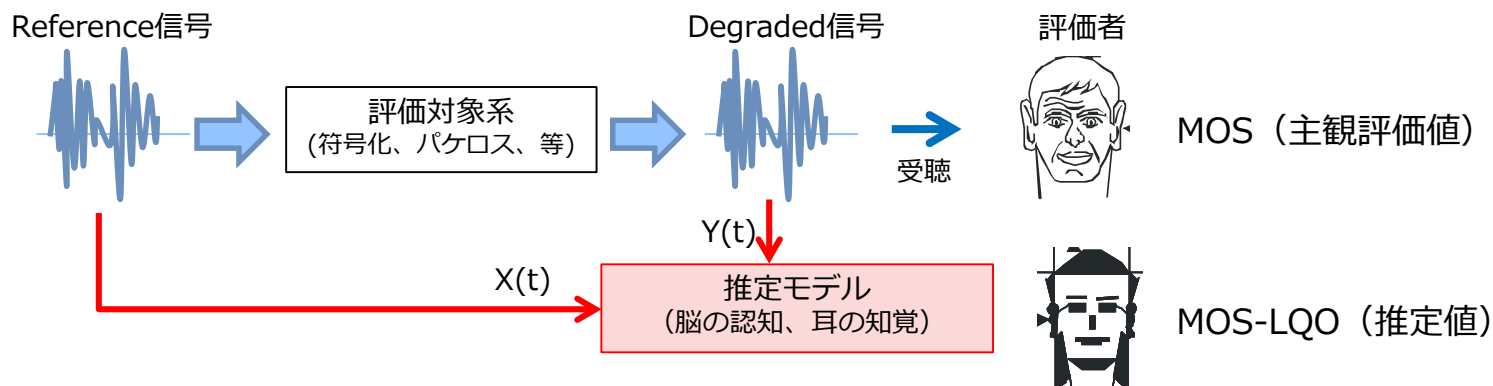 Reference信号
Degraded信号
評価者
評価対象系
(符号化、パケロス、等)
受聴
MOS（主観評価値）
Y(t)
X(t)
推定モデル
（脳の認知、耳の知覚）
MOS-LQO（推定値）